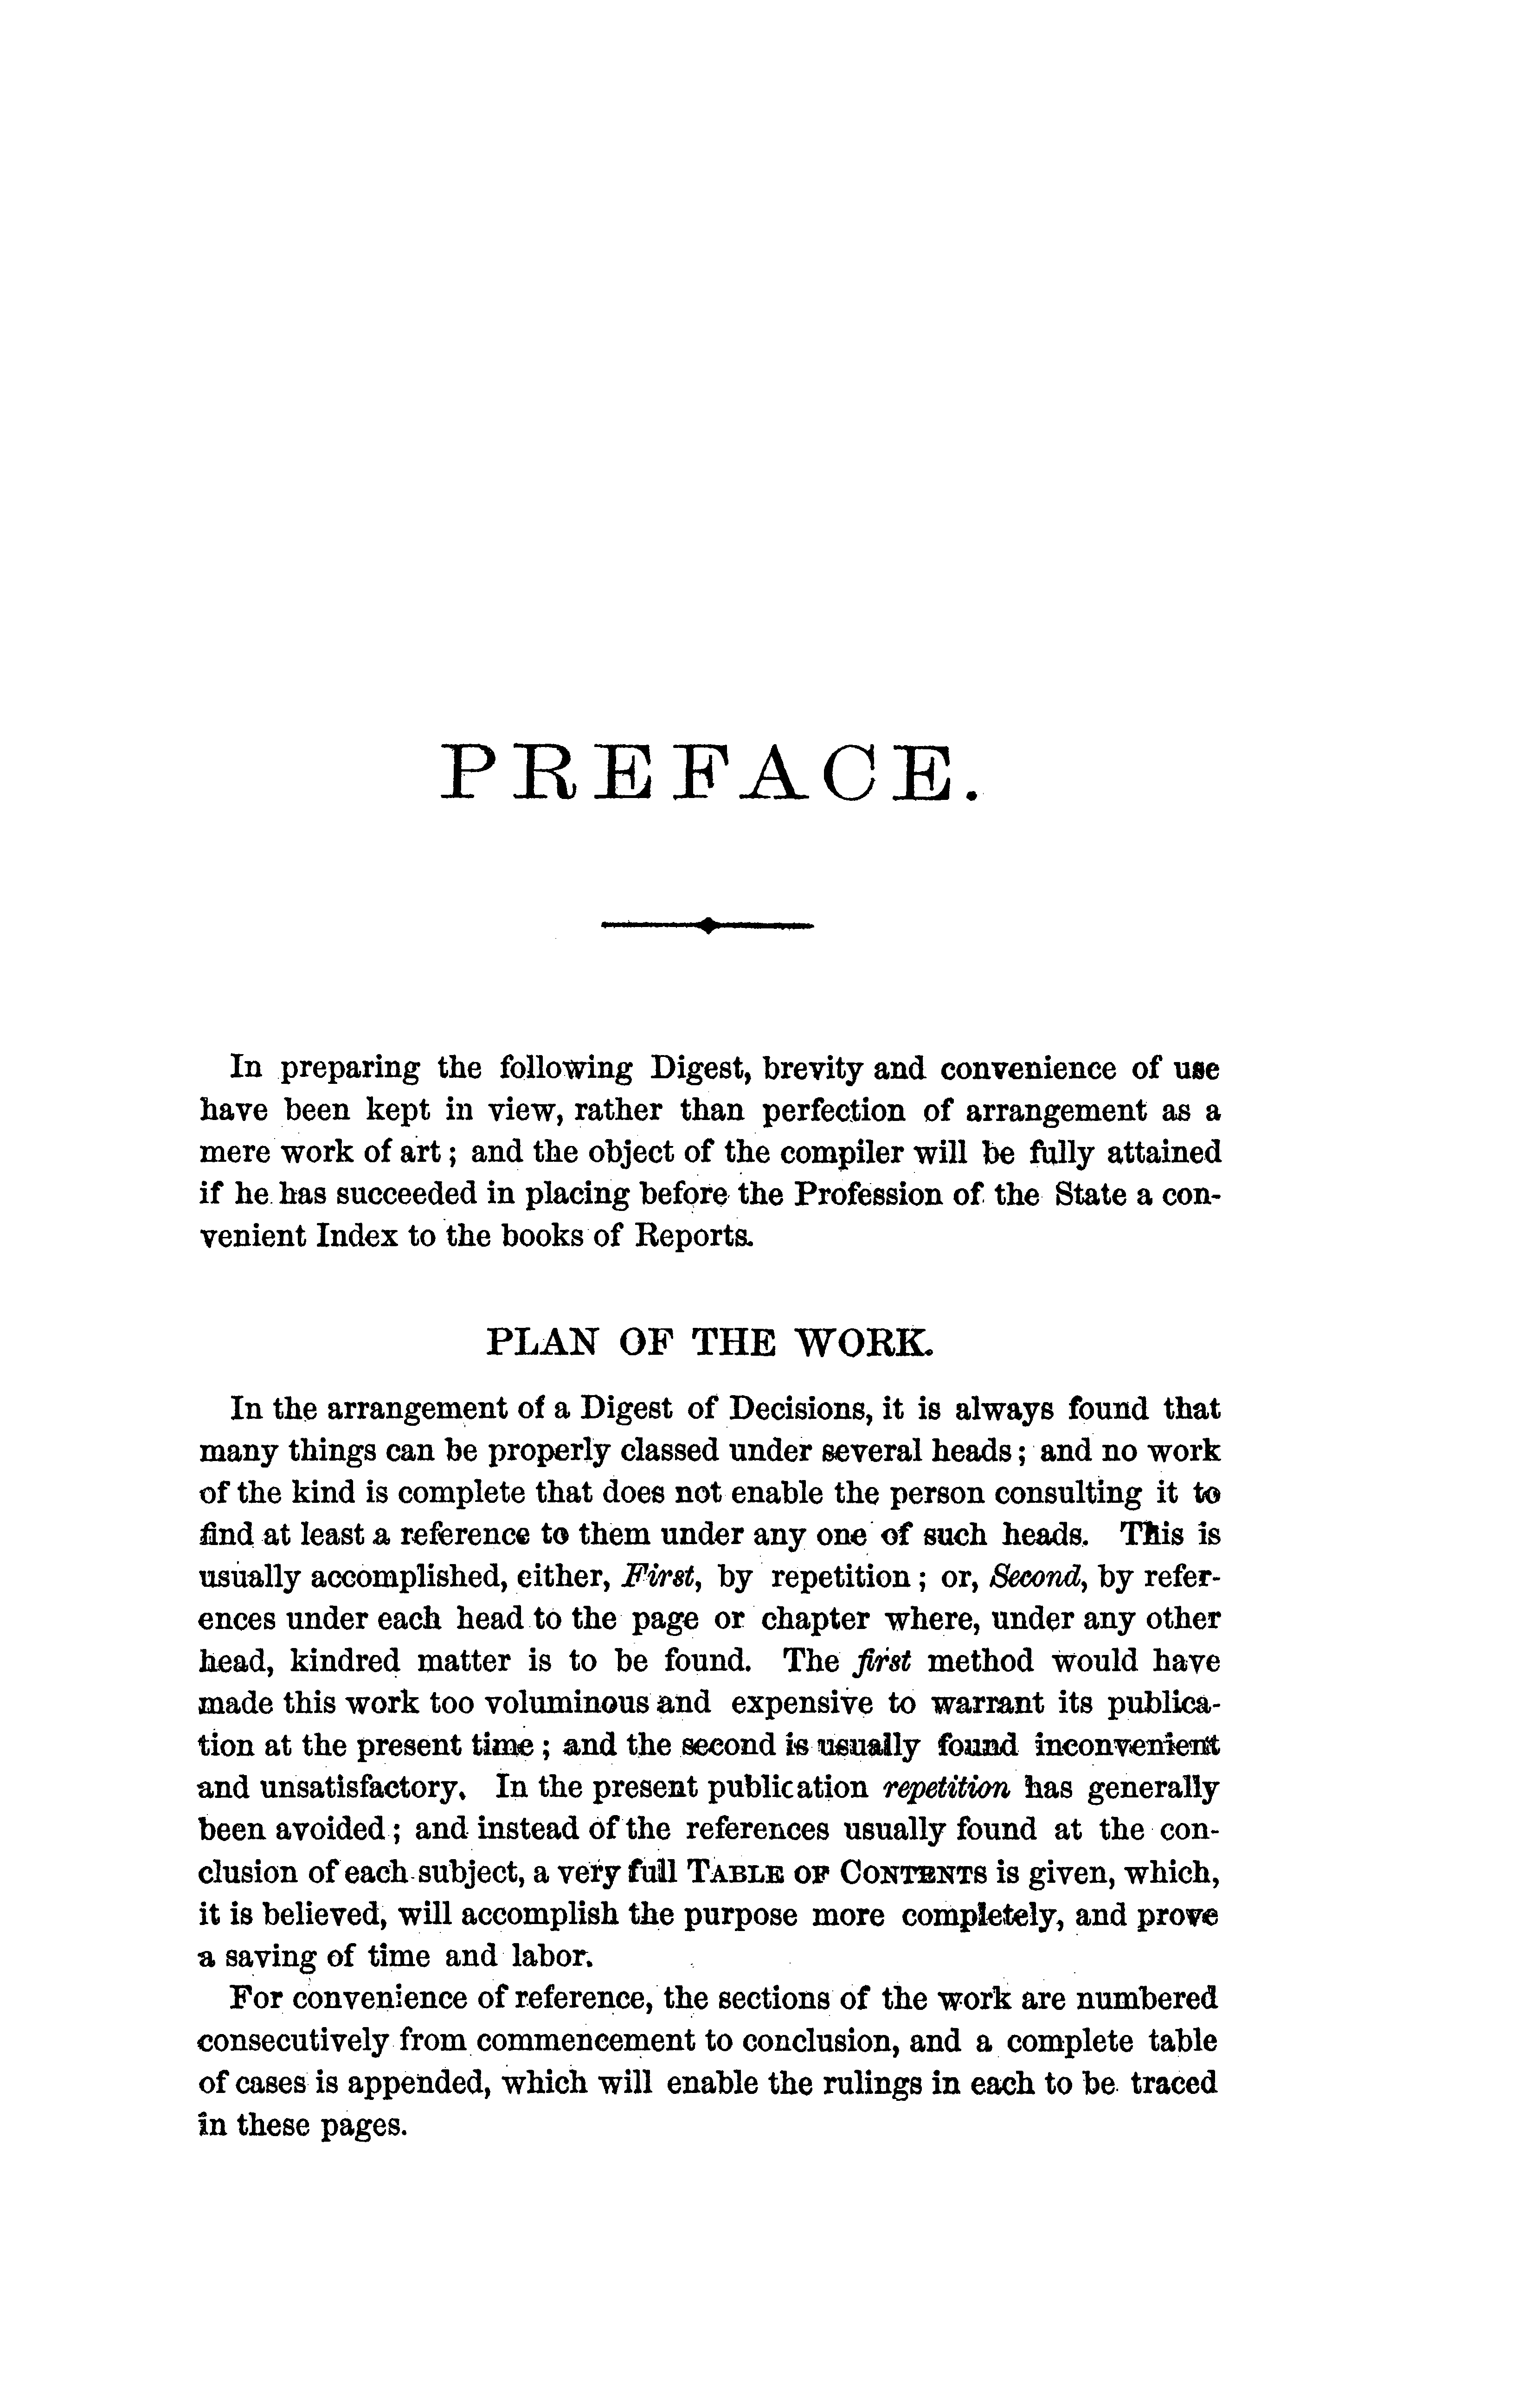 PREFACE.
In preparing the following Digest, brevity and convenience of use
have been kept in view, rather than perfection of arrangement as a
mere work of art; and the object of the compiler will be fully attained
if he has succeeded in placing before the Profession of the State a con-
venient Index to the books of Reports.
PLAN OF THE WORK.
In the arrangement of a Digest of Decisions, it is always found that
many things can be properly classed under several heads; and no work
of the kind is complete that does not enable the person consulting it to
find at least a reference to them under any one of such heads. This is
usually accomplished, either, First, by repetition; or, Second, by refer-
ences under each head to the page or chapter where, under any other
head, kindred matter is to be found. The first method would have
made this work too voluminous and expensive to warrant its publica-
tion at the present time; and the second is usually found inconvenient
and unsatisfactory. In the present publication repetition has generally
been avoided; and instead of the references usually found at the con-
clusion of each subject, a very full TABLE OF CONTENTS is given, which,
it is believed, will accomplish the purpose more completely, and prove
a saving of time and labor.
For convenience of reference, the sections of the work are numbered
consecutively from commencement to conclusion, and a complete table
of cases is appended, which will enable the rulings in each to be traced
in these pages.